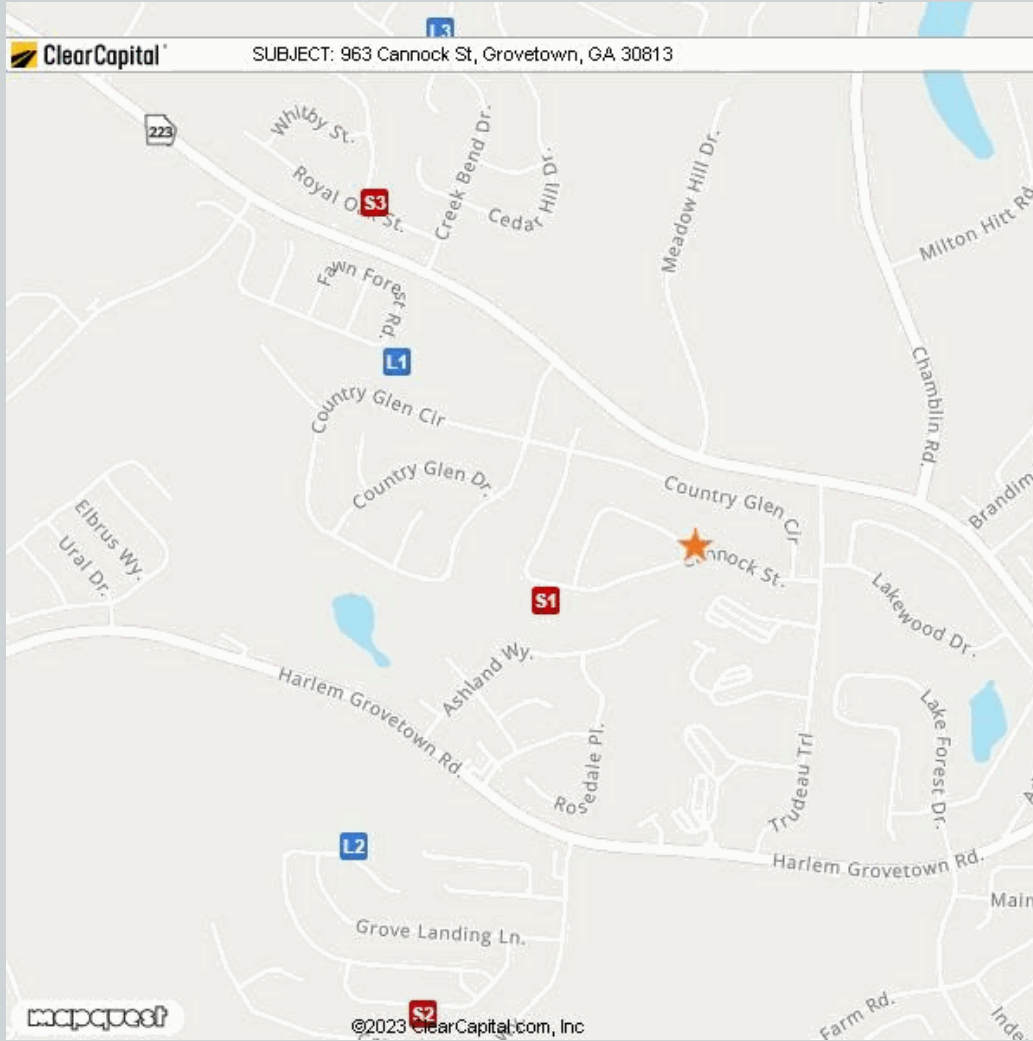 L3
ClearCapital
SUBJECT: 963 Cannock St, Grovetown, GA 30813
223
Whitby St.
Creek Bend Dr.
Cedar Hill Dr.
Meadow Hill Dr.
Royal Oak St.
S3
Milton Hitt Rd
Fawn Forest Rd.
L1
Chamblin Rd.
Country Glen Cir
Country Glen Dr.
Country Glen Cir
Brandim
Elbrus Wy.
Ural Dr.
Cannock St.
S1
Lakewood Dr.
Ashland Wy.
Harlem Grovetown Rd.
Lake Forest Dr.
Rosedale Pl.
Trudeau Trl
L2
Harlem Grovetown Rd.
Main
Grove Landing Ln.
S2
Farm Rd.
Inde
mapquest
©2023 ClearCapital.com, Inc